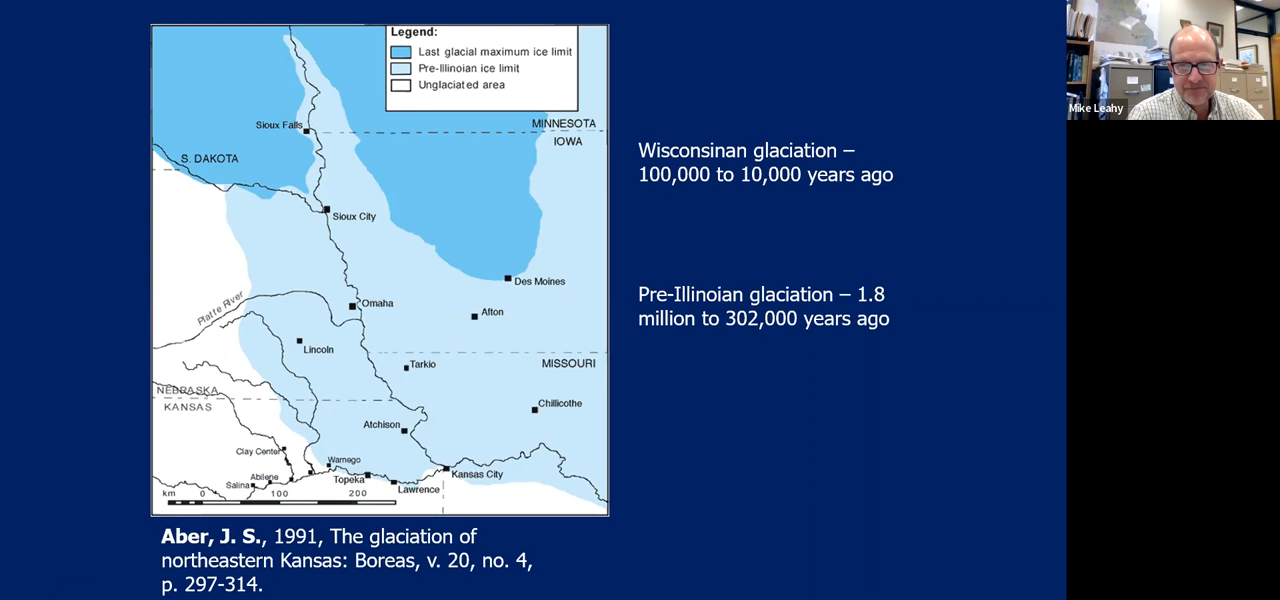 Legend:
Last glacial maximum ice limit
Pre-Illinoian ice limit
Unglaciated area
MINNESOTA
IOWA
Sioux Falls
S. DAKOTA
Sioux City
Des Moines
Platte River
Omaha
Afton
Lincoln
Tarkio
MISSOURI
NEBRASKA
KANSAS
Chillicothe
Atchison
Clay Center
Wamego
Abilene
Topeka
Kansas City
Salina
Lawrence
km 0 100 200
Aber, J. S., 1991, The glaciation of
northeastern Kansas: Boreas, v. 20, no. 4,
p. 297-314.
Wisconsinan glaciation –
100,000 to 10,000 years ago
Pre-Illinoian glaciation – 1.8
million to 302,000 years ago
Mike Leahy